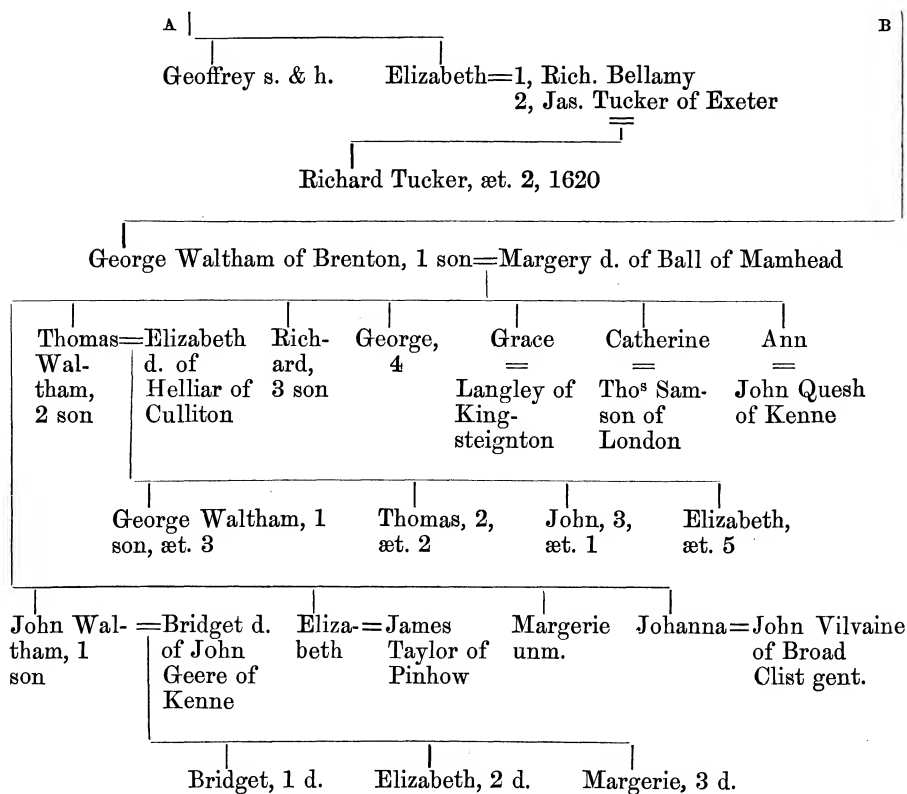 A B
Geoffrey s. & h. Elizabeth=1, Rich. Bellamy
2, Jas. Tucker of Exeter
=
Richard Tucker, æt. 2, 1620
George Waltham of Brenton, 1 son=Margery d. of Ball of Mamhead
Thomas=Elizabeth Rich- George, Grace Catherine Ann
Wal- d. of ard, 4 = = =
tham, Helliar of 3 son Langley of Thoˢ Sam- John Quesh
2 son Culliton King- son of of Kenne
steignton London
George Waltham, 1 Thomas, 2, John, 3, Elizabeth,
son, æt. 3 æt. 2 æt. 1 æt. 5
John Wal- =Bridget d. Eliza-=James Margerie Johanna=John Vilvaine
tham, 1 of John beth Taylor of unm. of Broad
son Geere of Pinhow Clist gent.
Kenne
Bridget, 1 d. Elizabeth, 2 d. Margerie, 3 d.